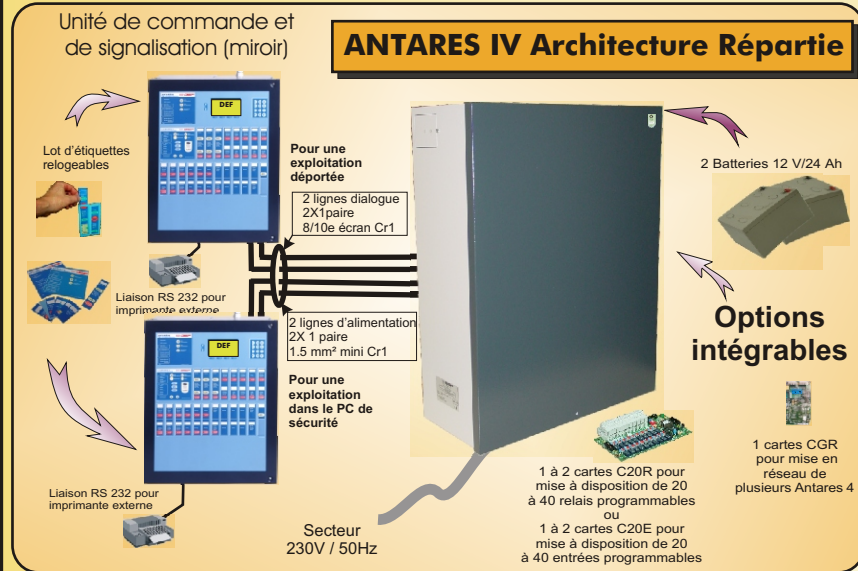 Unité de commande et
de signalisation (miroir)
ANTARES IV Architecture Répartie
DEF
Lot d'étiquettes
relogeables
Pour une
exploitation
déportée
2 lignes dialogue
2X1paire
8/10e écran Cr1
Liaison RS 232 pour
imprimante externe
2 lignes d'alimentation
2X 1 paire
1.5 mm² mini Cr1
DEF
Pour une
exploitation
dans le PC de
sécurité
Liaison RS 232 pour
imprimante externe
Secteur
230V / 50Hz
2 Batteries 12 V/24 Ah
Options
intégrables
1 à 2 cartes C20R pour
mise à disposition de 20
à 40 relais programmables
ou
1 à 2 cartes C20E pour
mise à disposition de 20
à 40 entrées programmables
1 cartes CGR
pour mise en
réseau de
plusieurs Antares 4